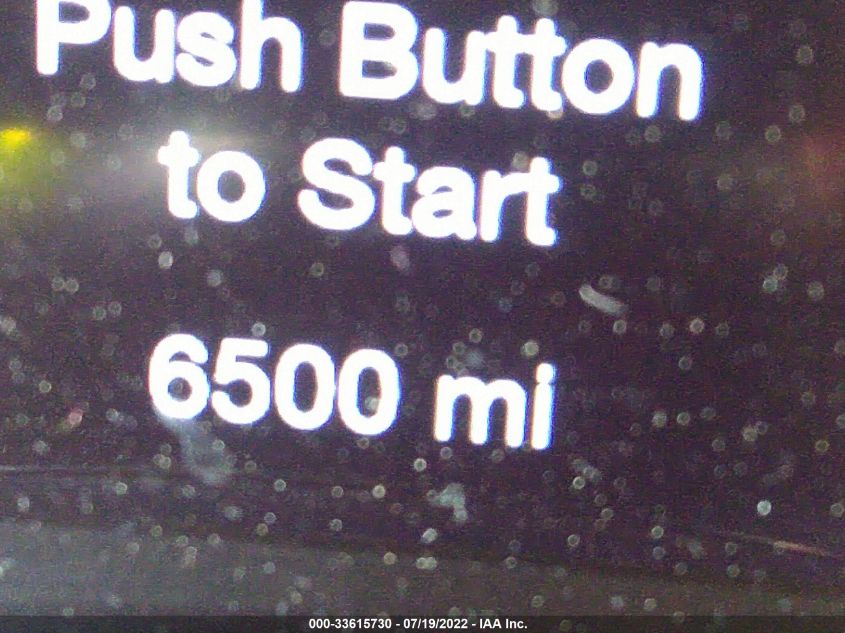 Push Button
to Start
6500 mi
000-33615730 - 07/19/2022 - IAA Inc.